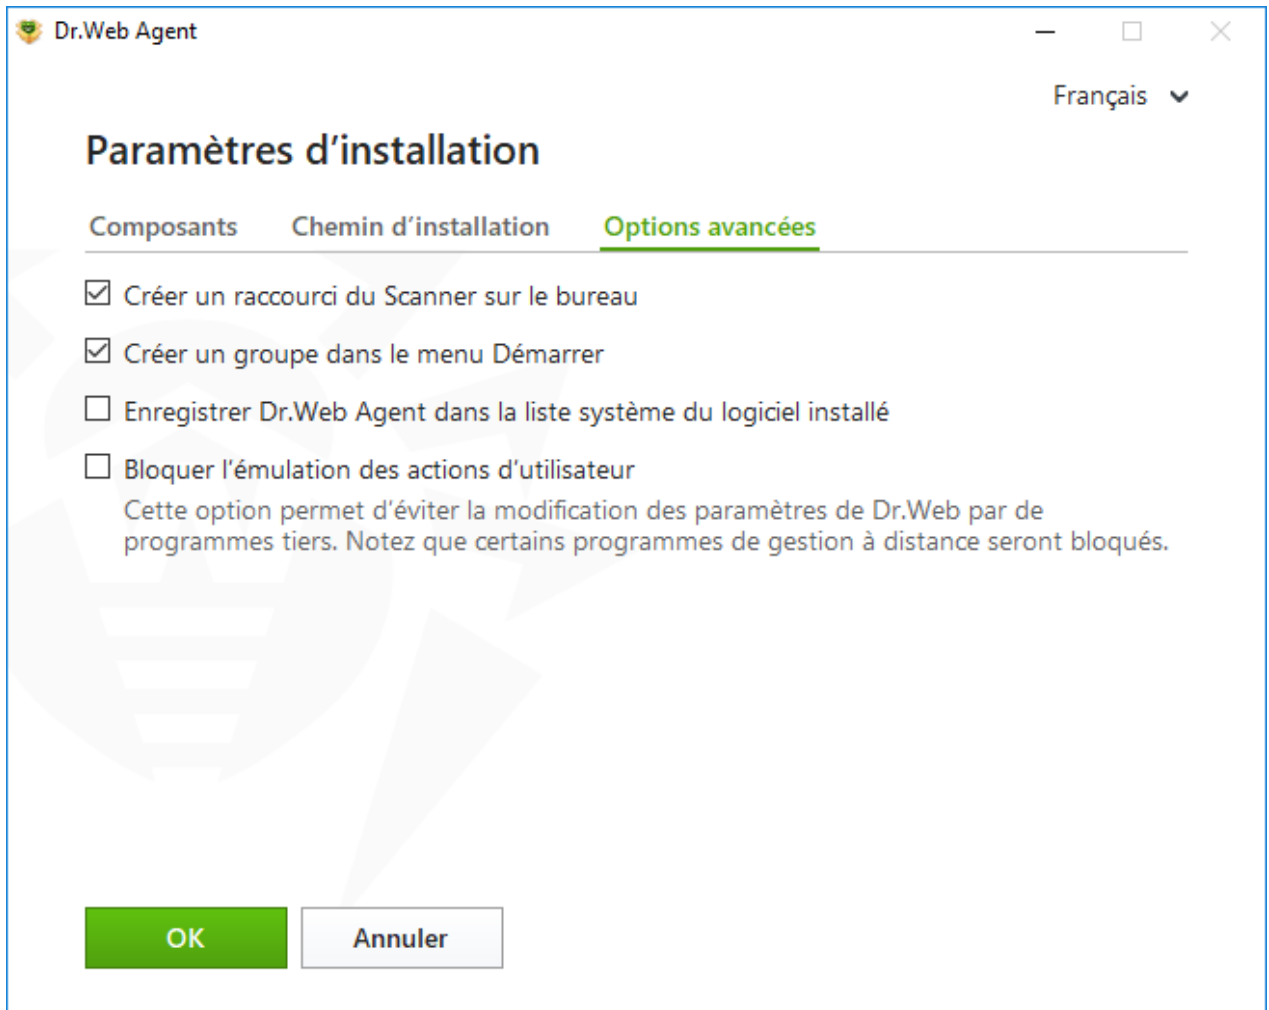 Dr.Web Agent
Français
Paramètres d’installation
Composants Chemin d’installation Options avancées
Créer un raccourci du Scanner sur le bureau
Créer un groupe dans le menu Démarrer
Enregistrer Dr.Web Agent dans la liste système du logiciel installé
Bloquer l’émulation des actions d’utilisateur
Cette option permet d’éviter la modification des paramètres de Dr.Web par de
programmes tiers. Notez que certains programmes de gestion à distance seront bloqués.
OK Annuler